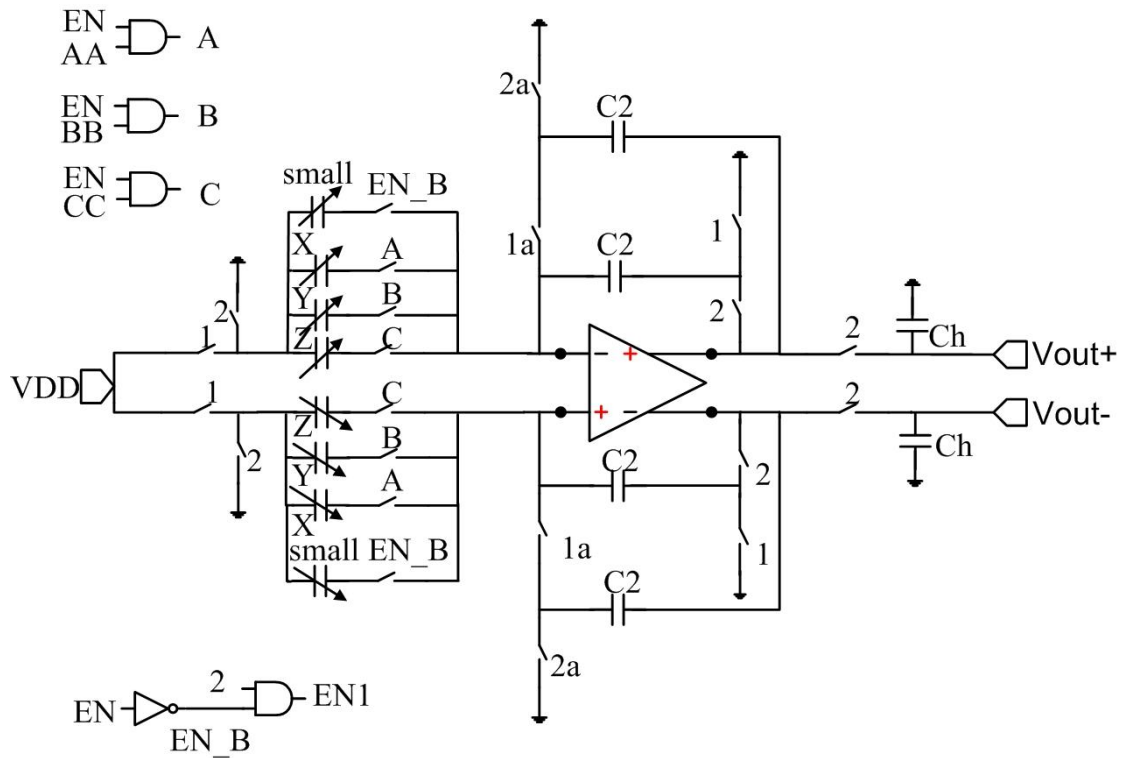 EN
AA
A
EN
BB
B
EN
CC
C
2a
C2
small
EN_B
1a
C2
1
X
A
2
Y
B
2
1
Z
C
- +
2
Ch
Vout+
VDD
1
C
+ -
2
Vout-
Z
Ch
2
B
C2
2
Y
A
X
1a
1
small EN_B
C2
2a
2
EN
EN1
EN_B